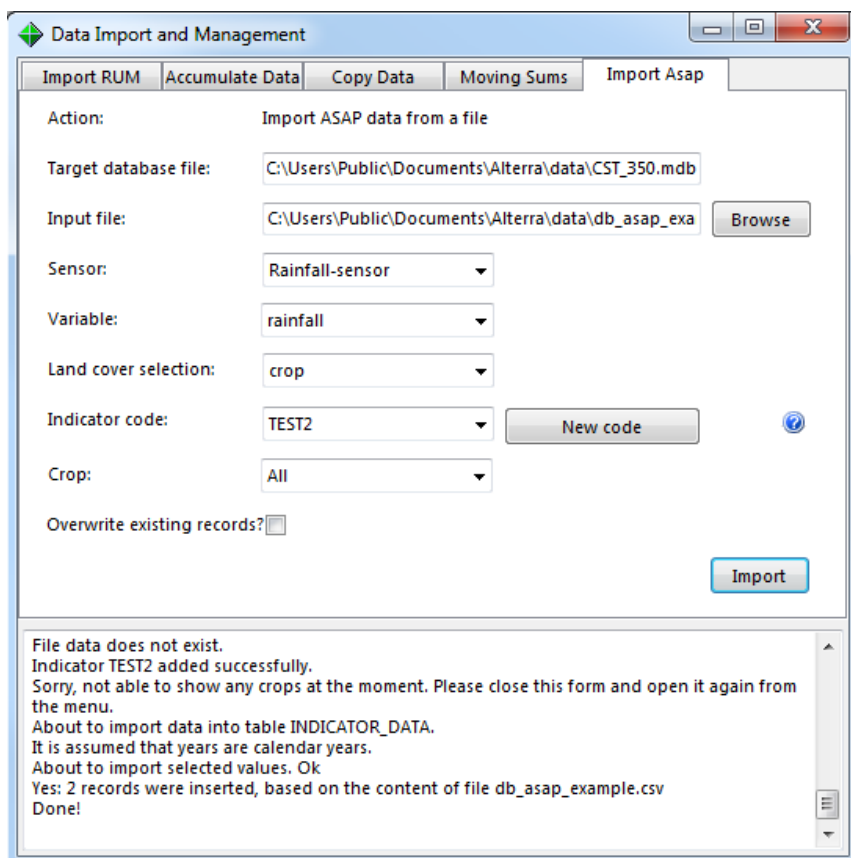 Data Import and Management
Import RUM Accumulate Data Copy Data Moving Sums Import Asap
Action: Import ASAP data from a file
Target database file: C:\Users\Public\Documents\Alterra\data\CST_350.mdb
Input file: C:\Users\Public\Documents\Alterra\data\db_asap_exa Browse
Sensor: Rainfall-sensor
Variable: rainfall
Land cover selection: crop
Indicator code: TEST2 New code
Crop: All
Overwrite existing records?
Import
File data does not exist.
Indicator TEST2 added successfully.
Sorry, not able to show any crops at the moment. Please close this form and open it again from
the menu.
About to import data into table INDICATOR_DATA.
It is assumed that years are calendar years.
About to import selected values. Ok
Yes: 2 records were inserted, based on the content of file db_asap_example.csv
Done!